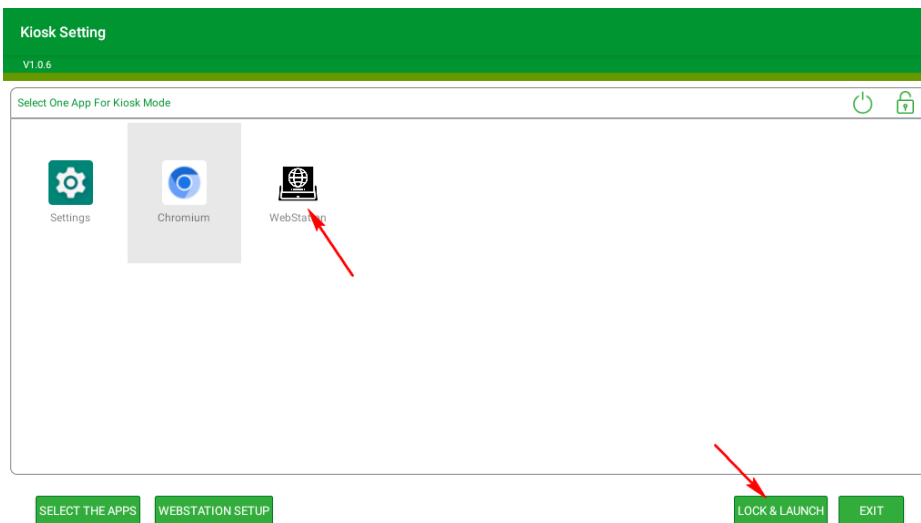 Kiosk Setting
V1.0.6
Select One App For Kiosk Mode
Settings
Chromium
WebStation
SELECT THE APPS
WEBSTATION SETUP
LOCK & LAUNCH
EXIT